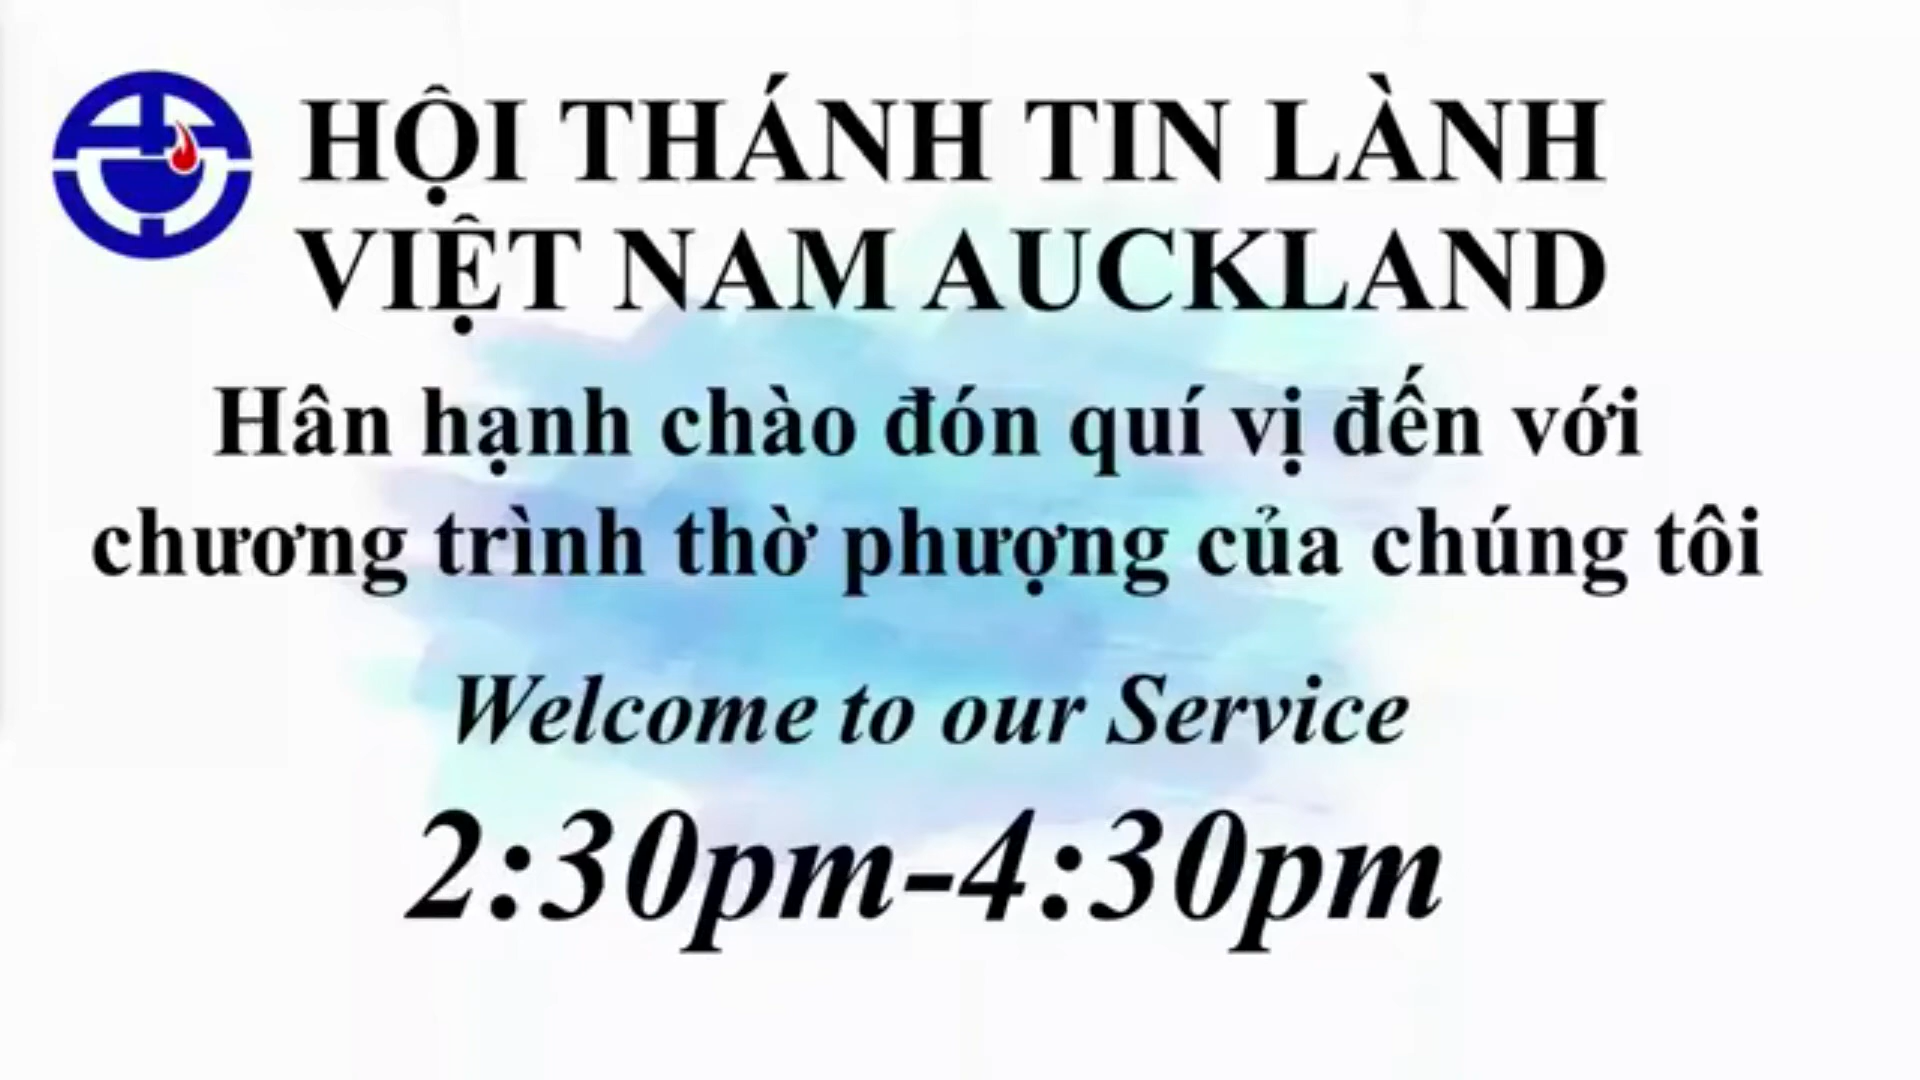 HỘI THÁNH TIN LÀNH
VIỆT NAM AUCKLAND
Hân hạnh chào đón quí vị đến với
chương trình thờ phượng của chúng tôi
Welcome to our Service
2:30pm-4:30pm